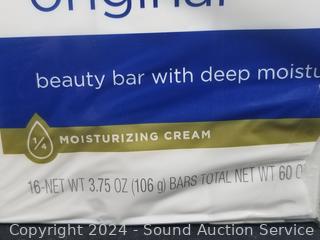 original
beauty bar with deep moistu
1/4 MOISTURIZING CREAM
16-NET WT 3.75 OZ (106 g) BARS TOTAL NET WT 60 O
Copyright 2024 - Sound Auction Service